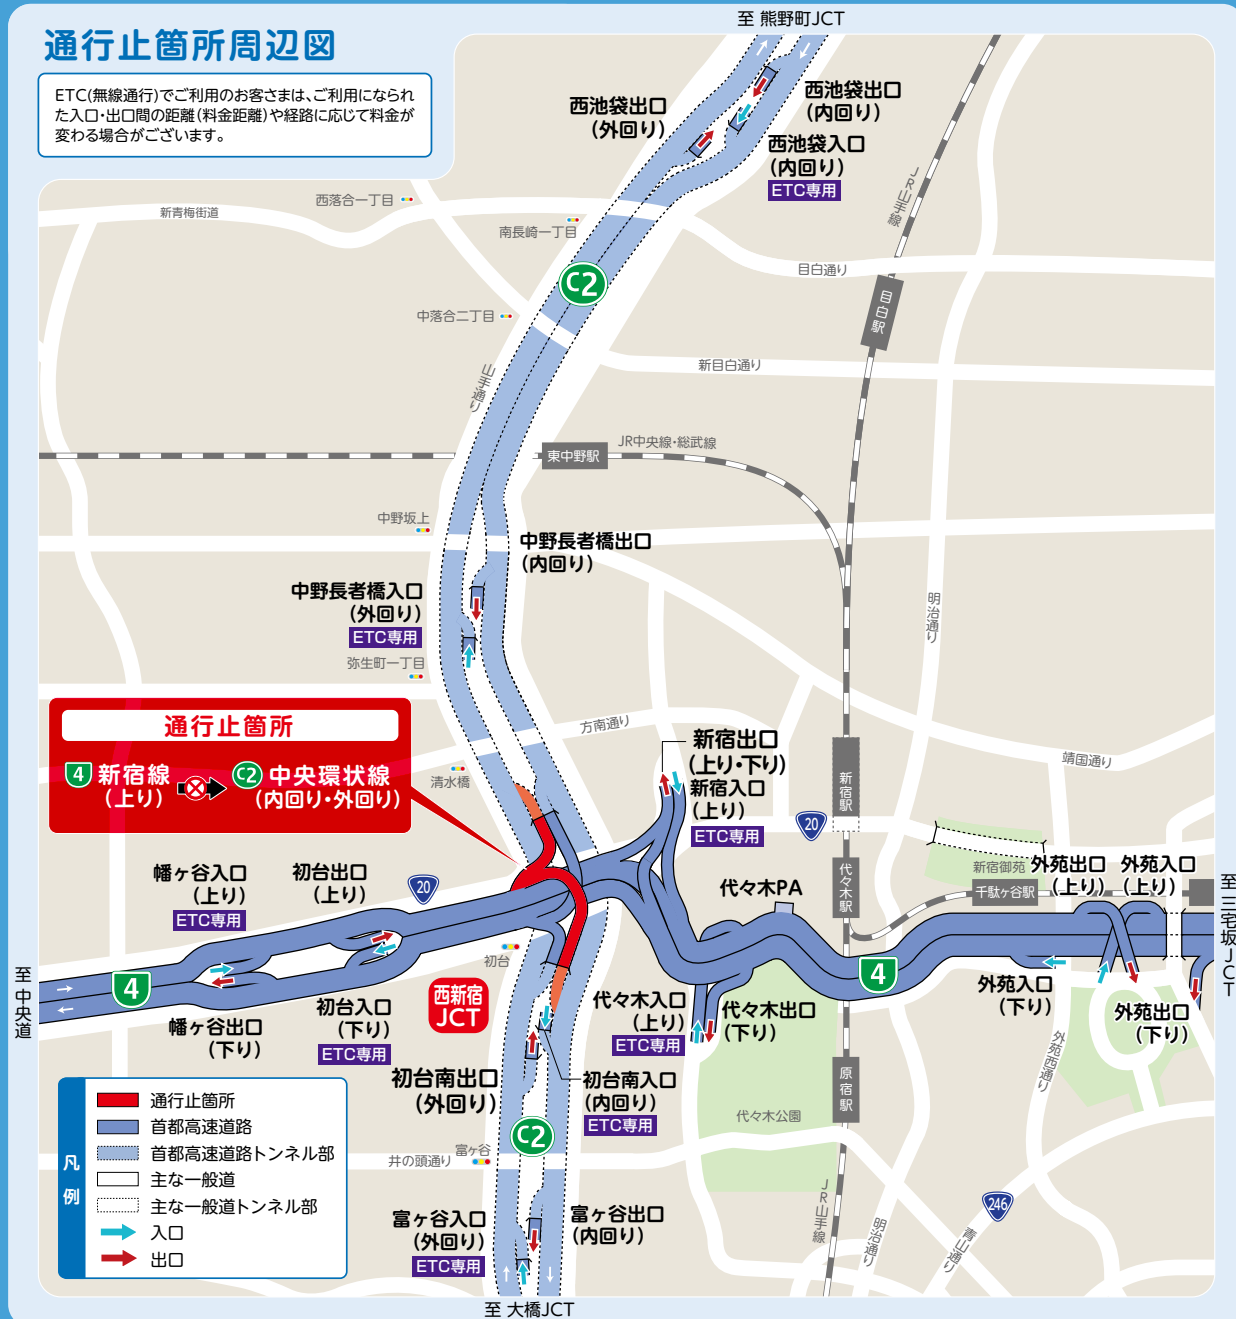 通行止箇所周辺図
ETC(無線通行)でご利用のお客さまは、ご利用になられ
た入口・出口間の距離(料金距離)や経路に応じて料金が
変わる場合がございます。
至 熊野町JCT
西池袋出口
(外回り)
西池袋出口
(内回り)
西池袋入口
(内回り)
ETC専用
JR山手線
西落合一丁目
新青梅街道
南長崎一丁目
目白通り
C2
目白駅
中落合二丁目
新目白通り
山手通り
JR中央線・総武線
東中野駅
中野坂上
中野長者橋出口
(内回り)
中野長者橋入口
(外回り)
ETC専用
明治通り
弥生町一丁目
通行止箇所
4 新宿線
(上り)
C2 中央環状線
(内回り・外回り)
方南通り
清水橋
新宿出口
(上り・下り)
新宿入口
(上り)
ETC専用
新宿駅
靖国通り
20
幡ヶ谷入口
(上り)
ETC専用
初台出口
(上り)
20
代々木PA
代々木駅
新宿御苑
千駄ヶ谷駅
外苑出口
(上り)
外苑入口
(上り)
至 三宅坂JCT
至 中央道
4
初台
西新宿
JCT
4
幡ヶ谷出口
(下り)
初台入口
(下り)
ETC専用
代々木入口
(上り)
ETC専用
代々木出口
(下り)
外苑入口
(下り)
外苑出口
(下り)
外苑西通り
初台南出口
(外回り)
初台南入口
(内回り)
ETC専用
原宿駅
代々木公園
C2
富ヶ谷
井の頭通り
凡例
通行止箇所
首都高速道路
首都高速道路トンネル部
主な一般道
主な一般道トンネル部
入口
出口
富ヶ谷入口
(外回り)
ETC専用
富ヶ谷出口
(内回り)
JR山手線
明治通り
青山通り
246
至 大橋JCT